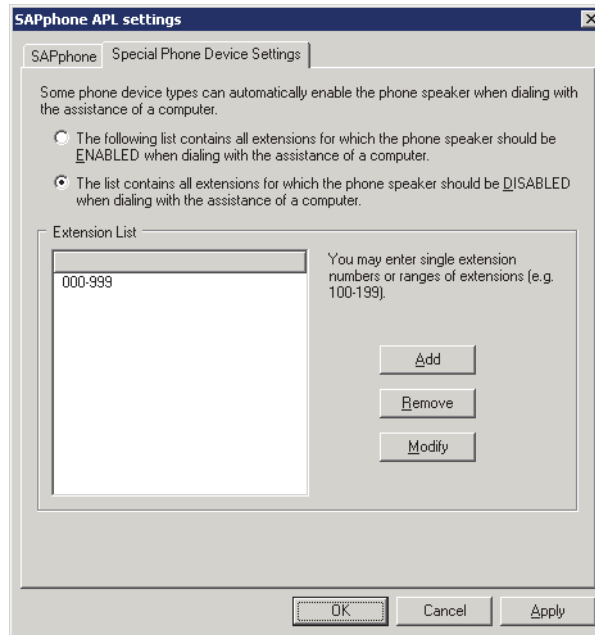 SAPphone APL settings
SAPphone
Special Phone Device Settings
Some phone device types can automatically enable the phone speaker when dialing with
the assistance of a computer.
The following list contains all extensions for which the phone speaker should be
ENABLED when dialing with the assistance of a computer.
The list contains all extensions for which the phone speaker should be DISABLED
when dialing with the assistance of a computer.
Extension List
000-999
You may enter single extension
numbers or ranges of extensions (e.g.
100-199).
Add
Remove
Modify
OK
Cancel
Apply